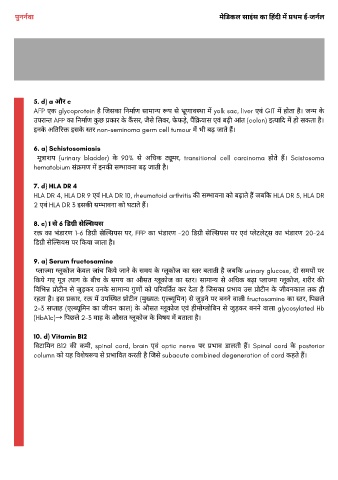 पुनर्नवा
मेडिकल साइंस का हिंदी में प्रथम ई-जर्नल
5. d) a और c
AFP एक glycoprotein है जिसका निर्माण सामान्य रूप से भ्रूणावस्था में yolk sac, liver एवं GIT में होता है। जन्म के
उपरान्त AFP का निर्माण कुछ प्रकार के कैंसर, जैसे लिवर, फेफड़े, पैंक्रियास एवं बड़ी आंत (colon) इत्यादि में हो सकता है।
इनके अतिरिक्त इसके स्तर non-seminoma germ cell tumour में भी बढ़ जाते हैं।
6. a) Schistosomiasis
मूत्राशय (urinary bladder) के 90% से अधिक ट्यूमर, transitional cell carcinoma होते हैं। Scistosoma
hematobium संक्रमण में इनकी सम्भावना बढ़ जाती है।
7. d) HLA DR 4
HLA DR 4, HLA DR 9 एवं HLA DR 10, rheumatoid arthritis की सम्भावना को बढ़ाते हैं जबकि HLA DR 5, HLA DR
2 एवं HLA DR 3 इसकी सम्भावना को घटाते हैं।
8. c) 1 से 6 डिग्री सेल्सियस
रक्त का भंडारण 1-6 डिग्री सेल्सियस पर, FFP का भंडारण -20 डिग्री सेल्सियस पर एवं प्लेटलेट्स का भंडारण 20-24
डिग्री सेल्सियस पर किया जाता है।
9. a) Serum fructosamine
प्लाज्मा ग्लूकोज केवल जांच किये जाने के समय के ग्लूकोज का स्तर बताती है जबकि urinary glucose, दो समयों पर
किये गए मूत्र त्याग के बीच के समय का औसत ग्लूकोज का स्तर। सामान्य से अधिक बढ़ा प्लाज्मा ग्लूकोज, शरीर की
विभिन्न प्रोटीन से जुड़कर उनके सामान्य गुणों को परिवर्तित कर देता है जिसका प्रभाव उस प्रोटीन के जीवनकाल तक ही
रहता है। इस प्रकार, रक्त में उपस्थित प्रोटीन (मुख्यतः एल्ब्यूमिन) से जुड़ने पर बनने वाली fructosamine का स्तर, पिछले
2-3 सप्ताह (एल्ब्यूमिन का जीवन काल) के औसत ग्लूकोज एवं हीमोग्लोबिन से जुड़कर बनने वाला glycosylated Hb
(HbA1c)→ पिछले 2-3 माह के औसत ग्लूकोज के विषय में बताता है।
10. d) Vitamin B12
विटामिन B12 की कमी, spinal cord, brain एवं optic nerve पर प्रभाव डालती हैं। Spinal cord के posterior
column को यह विशेषरूप से प्रभावित करती है जिसे subacute combined degeneration of cord कहते हैं।